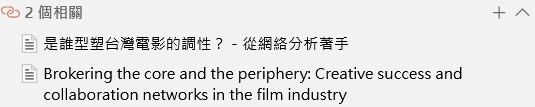 2 個相關
是誰型塑台灣電影的調性？－從網絡分析著手
Brokering the core and the periphery: Creative success and
collaboration networks in the film industry